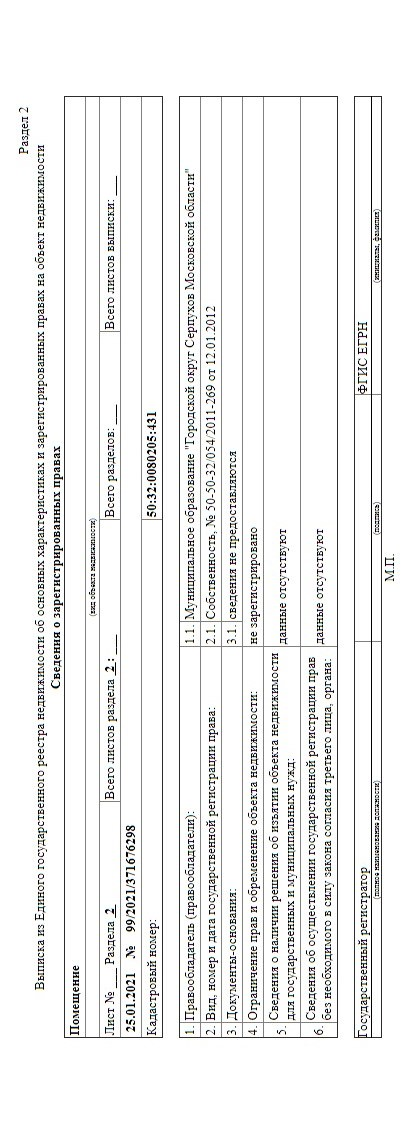 Раздел 2
Выписка из Единого государственного реестра недвижимости об основных характеристиках и зарегистрированных правах на объект недвижимости
Сведения о зарегистрированных правах
Помещение
(вид объекта недвижимости)
Лист № ___ Раздела 2 Всего листов раздела 2 : ___ Всего разделов: ___ Всего листов выписки: ___
25.01.2021 № 99/2021/371676298
Кадастровый номер: 50:32:0080205:431
1. Правообладатель (правообладатели): 1.1. Муниципальное образование "Городской округ Серпухов Московской области"
2. Вид, номер и дата государственной регистрации права: 2.1. Собственность, № 50-50-32/054/2011-269 от 12.01.2012
3. Документы-основания: 3.1. сведения не предоставляются
4. Ограничение прав и обременение объекта недвижимости: не зарегистрировано
5. Сведения о наличии решения об изъятии объекта недвижимости для государственных и муниципальных нужд: данные отсутствуют
6. Сведения об осуществлении государственной регистрации прав без необходимого в силу закона согласия третьего лица, органа: данные отсутствуют
Государственный регистратор ФГИС ЕГРН
(полное наименование должности) (подпись) (инициалы, фамилия)
М.П.